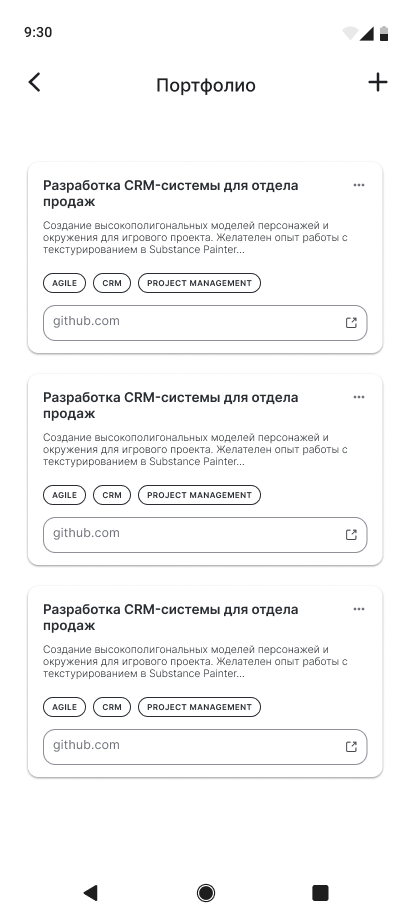 9:30
Портфолио
Разработка CRM-системы для отдела
продаж
Создание высокополигональных моделей персонажей и
окружения для игрового проекта. Желателен опыт работы с
текстурированием в Substance Painter...
AGILE CRM PROJECT MANAGEMENT
github.com
Разработка CRM-системы для отдела
продаж
Создание высокополигональных моделей персонажей и
окружения для игрового проекта. Желателен опыт работы с
текстурированием в Substance Painter...
AGILE CRM PROJECT MANAGEMENT
github.com
Разработка CRM-системы для отдела
продаж
Создание высокополигональных моделей персонажей и
окружения для игрового проекта. Желателен опыт работы с
текстурированием в Substance Painter...
AGILE CRM PROJECT MANAGEMENT
github.com